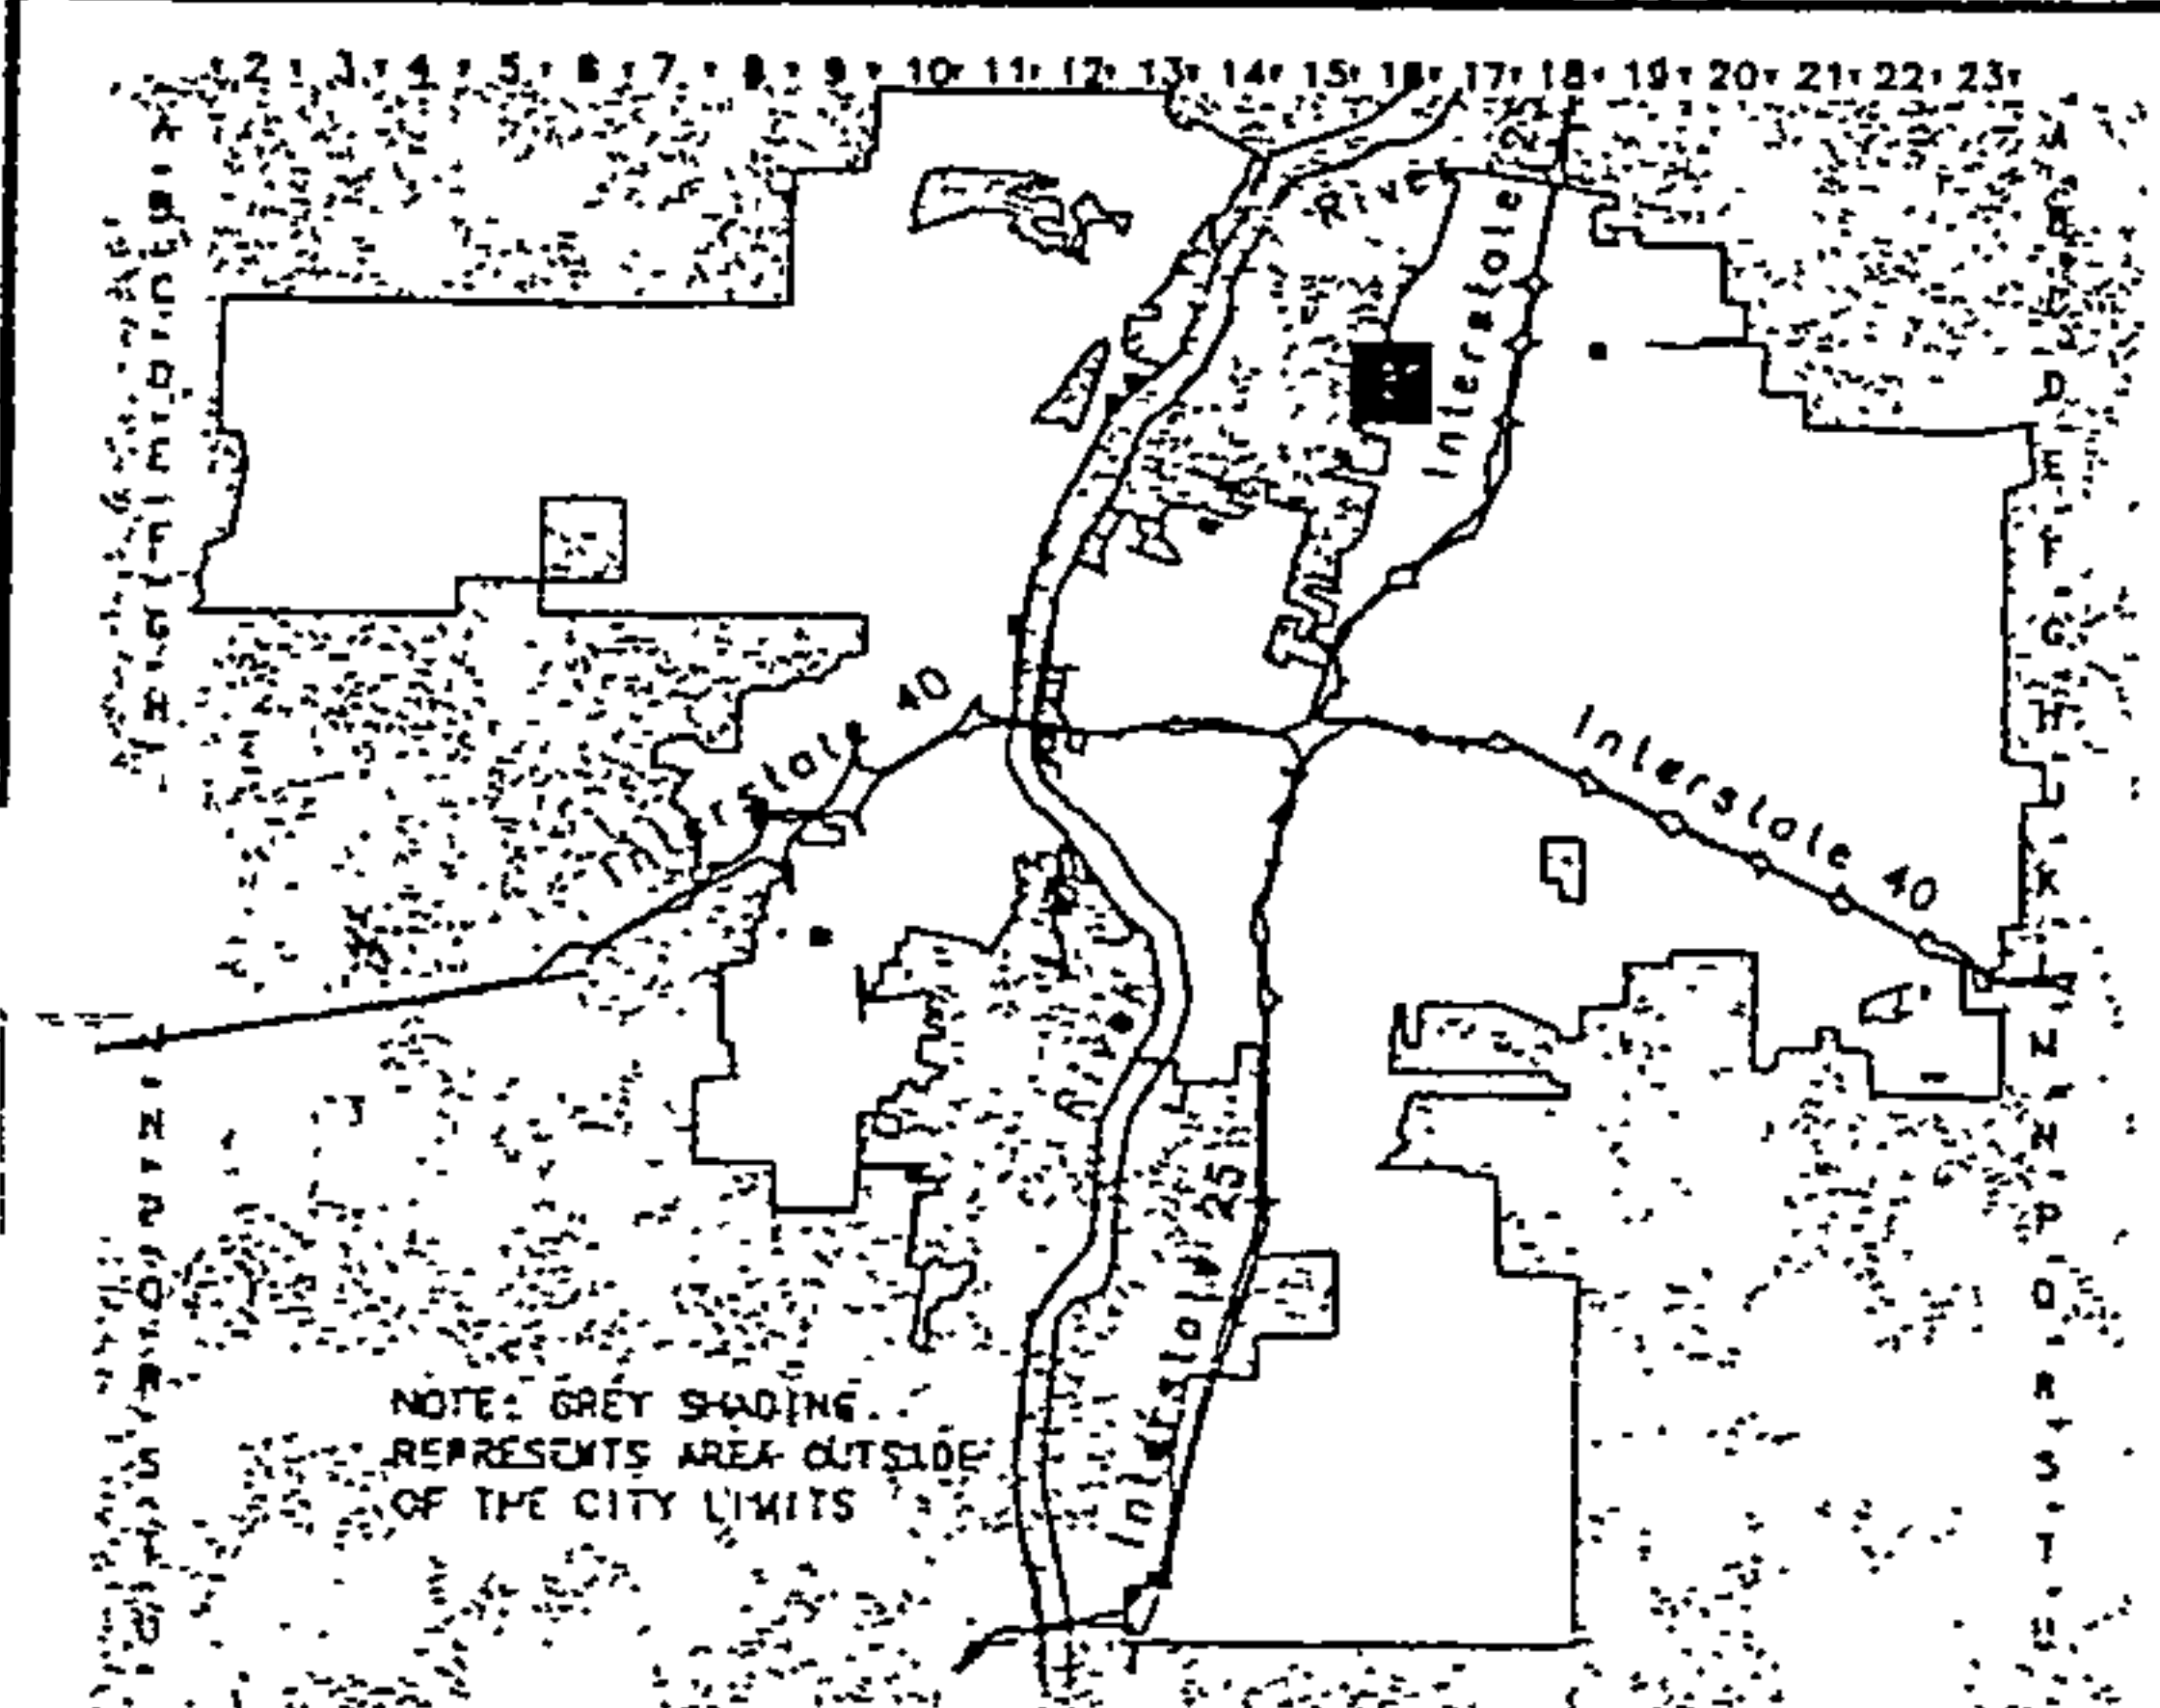 2 3 4 5 6 7 8 9 10 11 12 13 14 15 16 17 18 19 20 21 22 23
River
Interstate 25
Interstate 40
Interstate 40
River
Interstate 25
A
B
C
D
E
F
G
H
J
K
L
M
N
P
Q
R
S
T
U
NOTE: GREY SHADING
REPRESENTS AREA OUTSIDE
OF THE CITY LIMITS